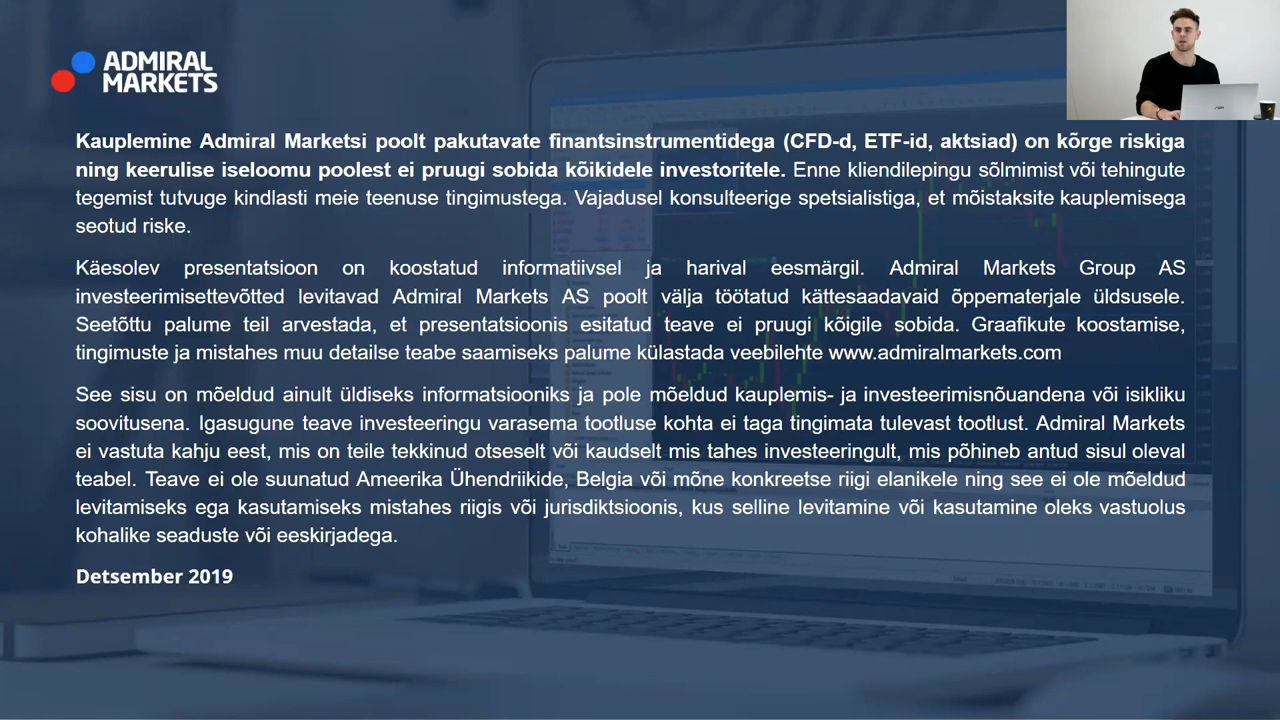 ADMIRAL
MARKETS
Kauplemine Admiral Marketsi poolt pakutavate finantsinstrumentidega (CFD-d, ETF-id, aktsiad) on kõrge riskiga
ning keerulise iseloomu poolest ei pruugi sobida kõikidele investoritele. Enne kliendilepingu sõlmimist või tehingute
tegemist tutvuge kindlasti meie teenuse tingimustega. Vajadusel konsulteerige spetsialistiga, et mõistaksite kauplemisega
seotud riske.
Käesolev presentatsioon on koostatud informatiivsel ja harival eesmärgil. Admiral Markets Group AS
investeerimisettevõtted levitavad Admiral Markets AS poolt välja töötatud kättesaadavaid õppematerjale üldsusele.
Seetõttu palume teil arvestada, et presentatsioonis esitatud teave ei pruugi kõigile sobida. Graafikute koostamise,
tingimuste ja mistahes muu detailse teabe saamiseks palume külastada veebilehte www.admiralmarkets.com
See sisu on mõeldud ainult üldiseks informatsiooniks ja pole mõeldud kauplemis- ja investeerimisnõuandena või isikliku
soovitusena. Igasugune teave investeeringu varasema tootluse kohta ei taga tingimata tulevast tootlust. Admiral Markets
ei vastuta kahju eest, mis on teile tekkinud otseselt või kaudselt mis tahes investeeringult, mis põhineb antud sisul oleval
teabel. Teave ei ole suunatud Ameerika Ühendriikide, Belgia või mõne konkreetse riigi elanikele ning see ei ole mõeldud
levitamiseks ega kasutamiseks mistahes riigis või jurisdiktsioonis, kus selline levitamine või kasutamine oleks vastuolus
kohalike seaduste või eeskirjadega.
Detsember 2019